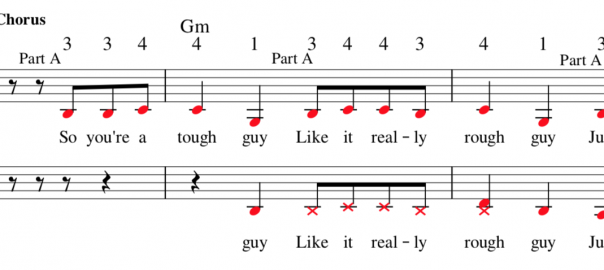 Chorus
Gm
3 3 4 4 1 3 4 4 3 4 1 3
Part A Part A Part A
So you're a tough guy Like it real - ly rough guy Ju
guy Like it real - ly rough guy Ju